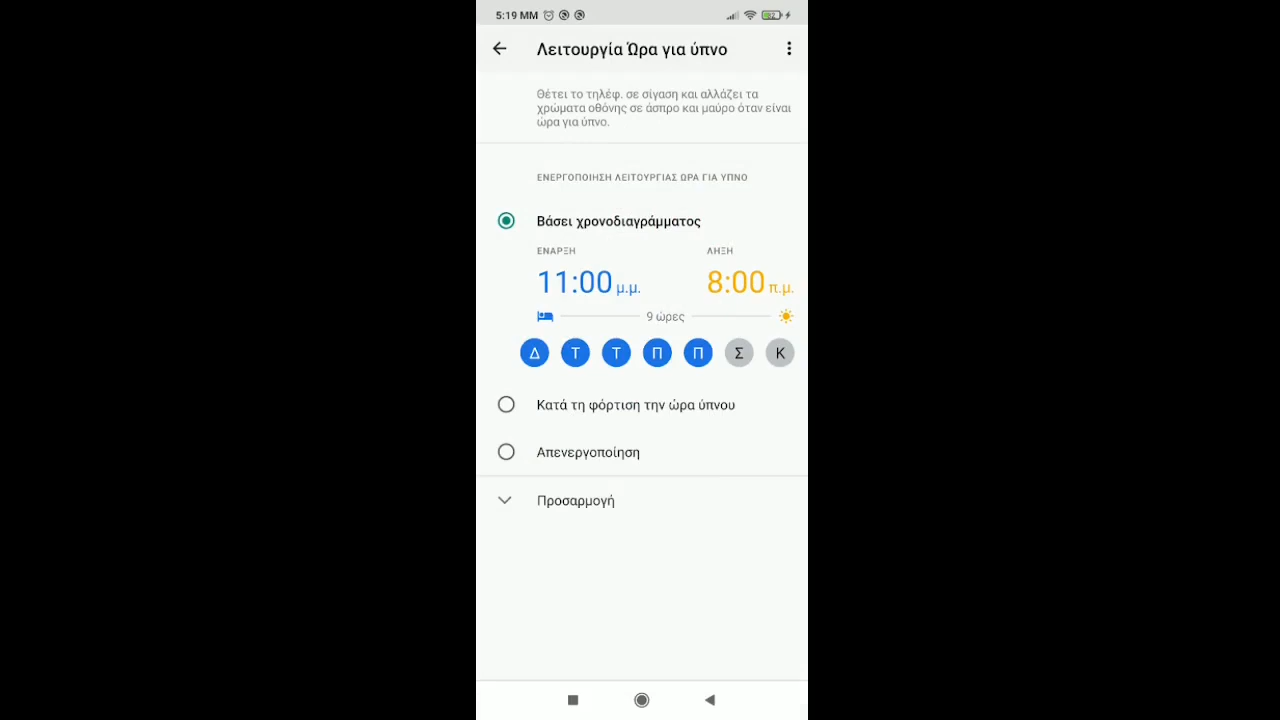 5:19 ΜΜ
Λειτουργία Ώρα για ύπνο
Θέτει το τηλέφ. σε σίγαση και αλλάζει τα
χρώματα οθόνης σε άσπρο και μαύρο όταν είναι
ώρα για ύπνο.
ΕΝΕΡΓΟΠΟΙΗΣΗ ΛΕΙΤΟΥΡΓΙΑΣ ΩΡΑ ΓΙΑ ΥΠΝΟ
Βάσει χρονοδιαγράμματος
ΕΝΑΡΞΗ ΛΗΞΗ
11:00 μ.μ. 8:00 π.μ.
9 ώρες
Δ Τ Τ Π Π Σ Κ
Κατά τη φόρτιση την ώρα ύπνου
Απενεργοποίηση
Προσαρμογή